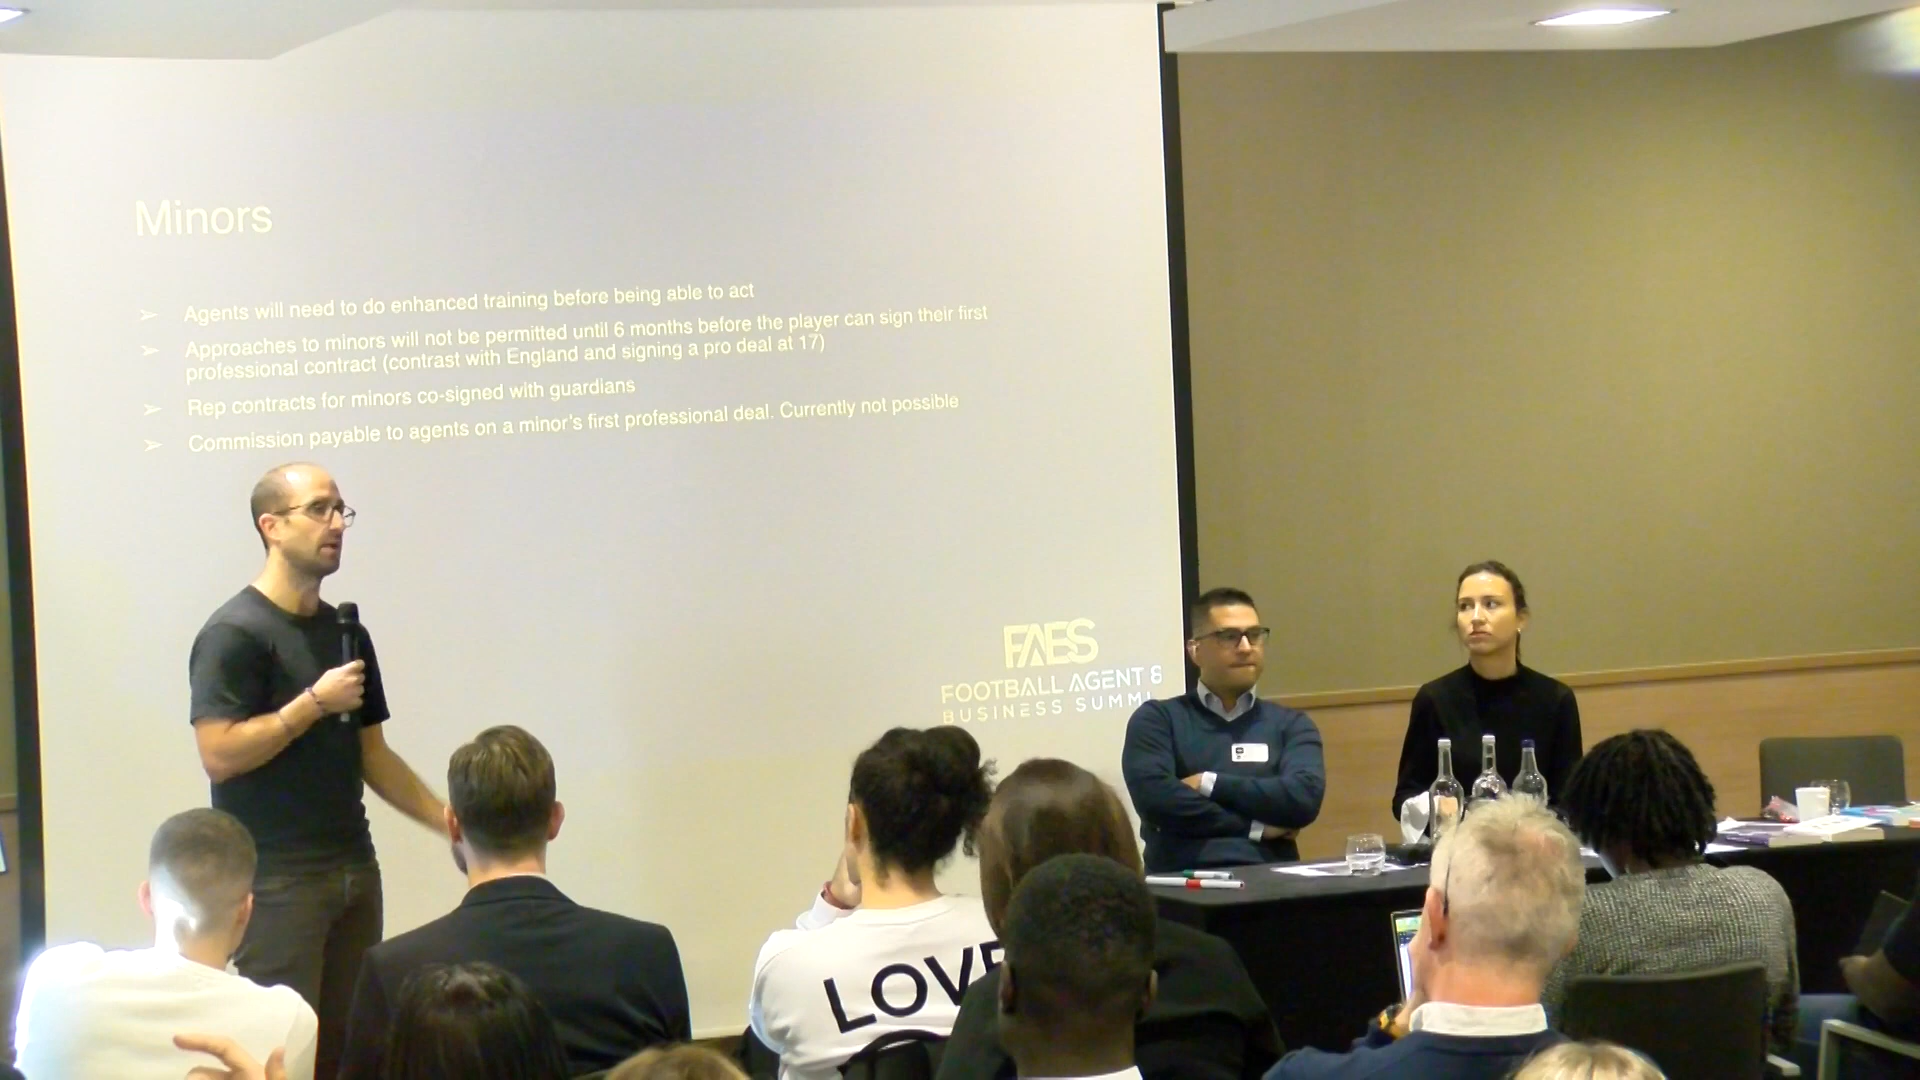 Minors
➢ Agents will need to do enhanced training before being able to act
➢ Approaches to minors will not be permitted until 6 months before the player can sign their first
professional contract (contrast with England and signing a pro deal at 17)
➢ Rep contracts for minors co-signed with guardians
➢ Commission payable to agents on a minor's first professional deal. Currently not possible
FAES
FOOTBALL AGENT &
BUSINESS SUMMI
LOVE